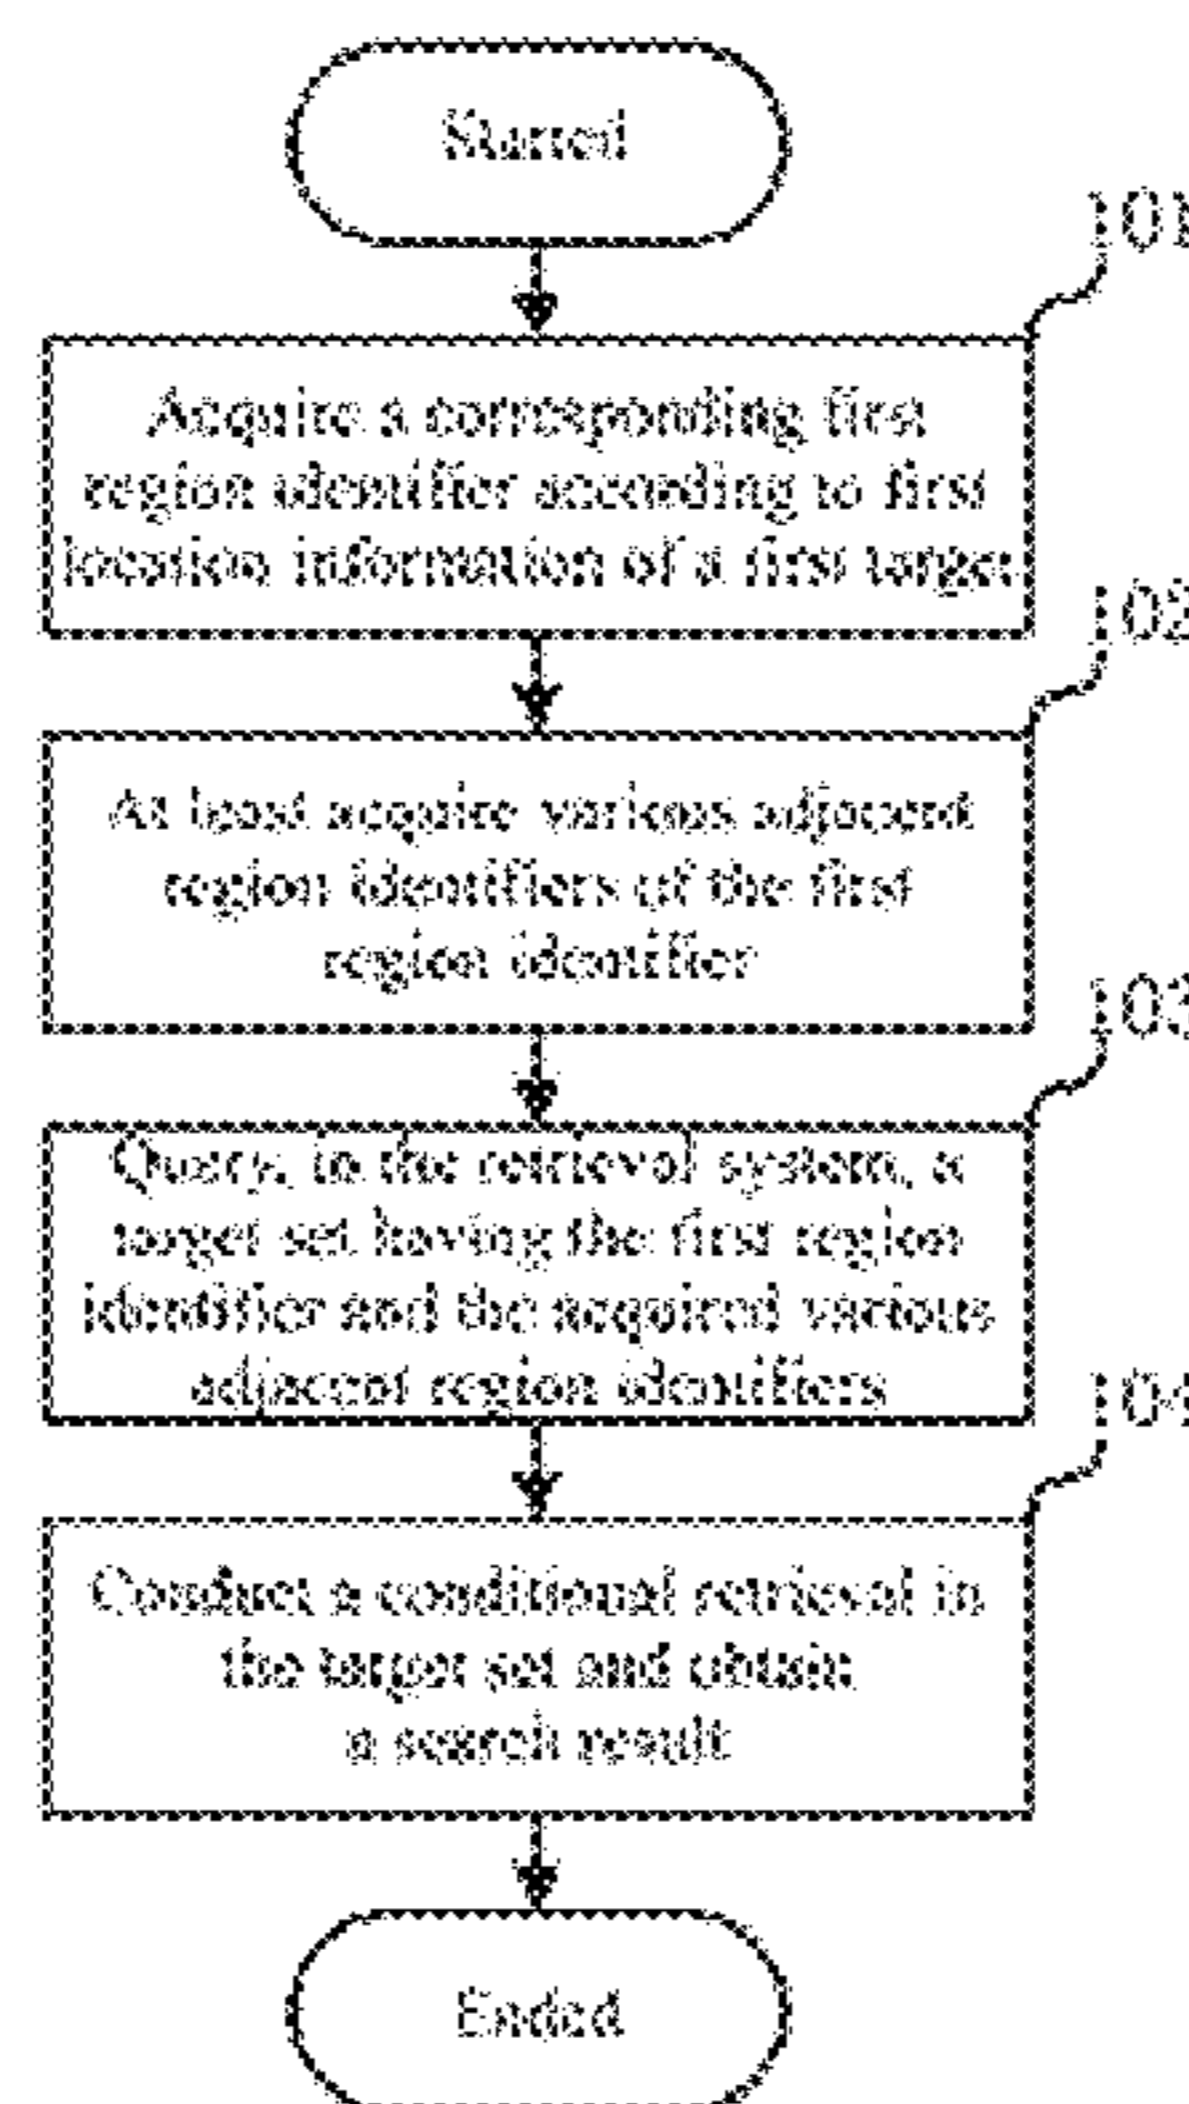 Started
101
Acquire a corresponding first
region identifier according to first
location information of a first target
102
At least acquire various adjacent
region identifiers of the first
region identifier
103
Query, in the retrieval system, a
target set having the first region
identifier and the acquired various
adjacent region identifiers
104
Conduct a conditional retrieval in
the target set and obtain
a search result
Ended